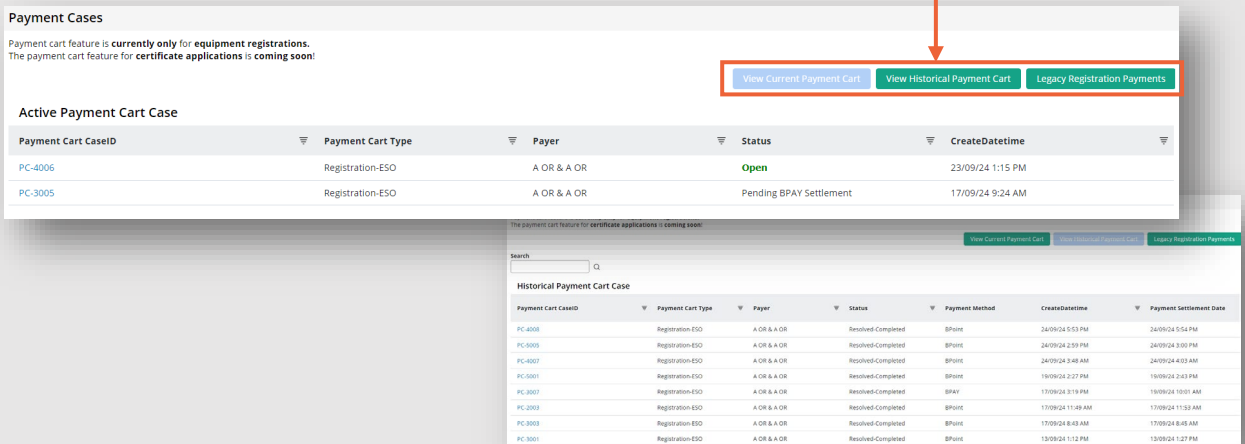 Payment Cases
Payment cart feature is currently only for equipment registrations.
The payment cart feature for certificate applications is coming soon!
View Current Payment Cart View Historical Payment Cart Legacy Registration Payments
Active Payment Cart Case
Payment Cart CaseID Payment Cart Type Payer Status CreateDatetime
PC-4006 Registration-ESO A OR & A OR Open 23/09/24 1:15 PM
PC-3005 Registration-ESO A OR & A OR Pending BPAY Settlement 17/09/24 9:24 AM
The payment cart feature for certificate applications is coming soon!
View Current Payment Cart View Historical Payment Cart Legacy Registration Payments
Search
Historical Payment Cart Case
Payment Cart CaseID Payment Cart Type Payer Status Payment Method CreateDatetime Payment Settlement Date
PC-4008 Registration-ESO A OR & A OR Resolved-Completed BPoint 24/09/24 5:53 PM 24/09/24 5:54 PM
PC-5005 Registration-ESO A OR & A OR Resolved-Completed BPoint 24/09/24 2:59 PM 24/09/24 3:00 PM
PC-4007 Registration-ESO A OR & A OR Resolved-Completed BPoint 24/09/24 3:48 AM 24/09/24 4:03 AM
PC-5001 Registration-ESO A OR & A OR Resolved-Completed BPoint 19/09/24 2:27 PM 19/09/24 2:43 PM
PC-3007 Registration-ESO A OR & A OR Resolved-Completed BPAY 17/09/24 3:19 PM 19/09/24 10:01 AM
PC-2003 Registration-ESO A OR & A OR Resolved-Completed BPoint 17/09/24 11:49 AM 17/09/24 11:53 AM
PC-3003 Registration-ESO A OR & A OR Resolved-Completed BPoint 17/09/24 8:43 AM 17/09/24 8:45 AM
PC-3001 Registration-ESO A OR & A OR Resolved-Completed BPoint 13/09/24 1:12 PM 13/09/24 1:27 PM